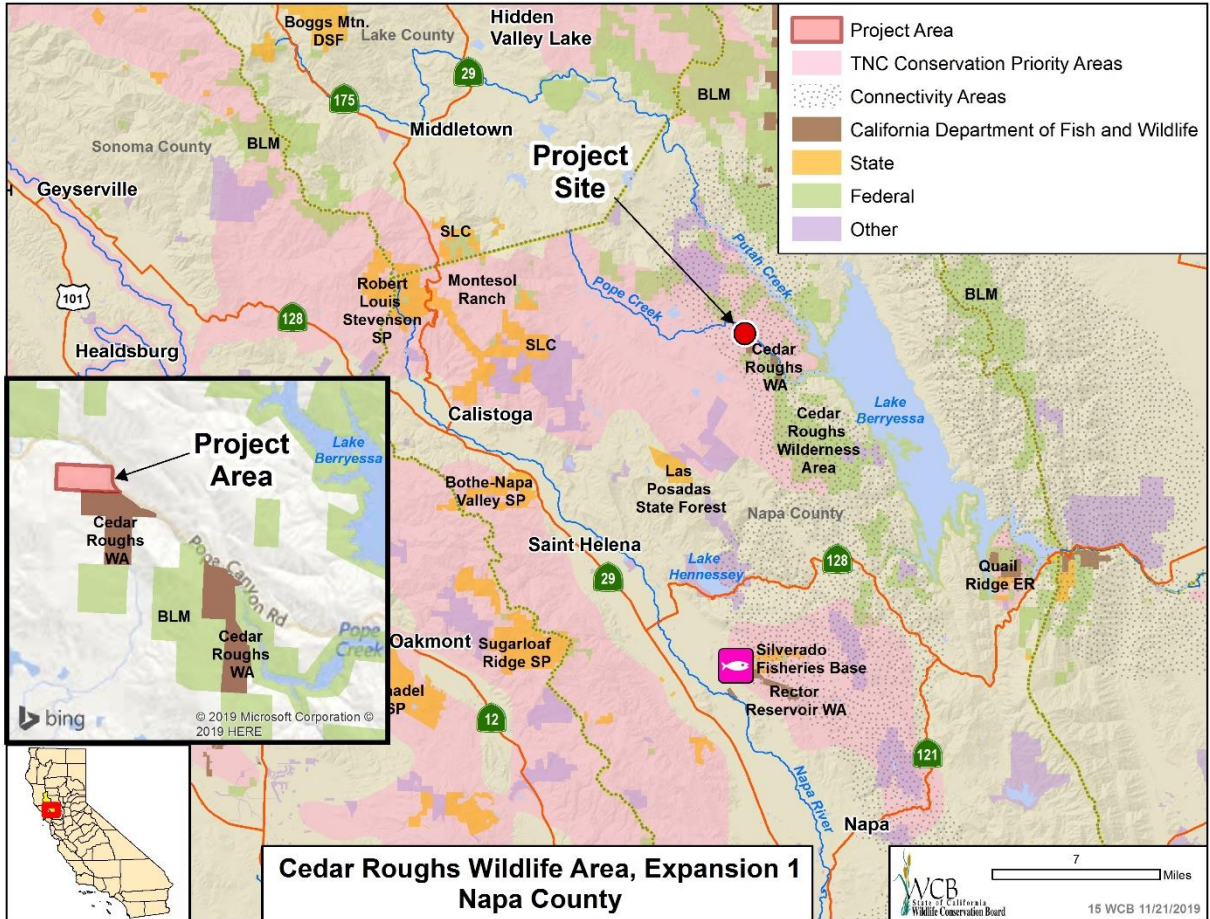 Boggs Mtn.
DSF
Lake County
Hidden
Valley Lake
29
175
BLM
Middletown
BLM
Sonoma County
Geyserville
Project
Site
SLC
Putah Creek
Robert
Louis
Stevenson
SP
Montesol
Ranch
Pope Creek
BLM
101
128
SLC
Healdsburg
Cedar
Roughs
WA
Calistoga
Lake
Berryessa
Cedar
Roughs
Wilderness
Area
Las
Posadas
State Forest
Bothe-Napa
Valley SP
Napa County
Saint Helena
Lake
Hennessey
128
29
Quail
Ridge ER
Oakmont
Sugarloaf
Ridge SP
Silverado
Fisheries Base
Rector
Reservoir WA
adel
SP
12
121
Napa River
Napa
Project Area
TNC Conservation Priority Areas
Connectivity Areas
California Department of Fish and Wildlife
State
Federal
Other
Project
Area
Lake
Berryessa
Cedar
Roughs
WA
Pope Canyon Rd
BLM
Cedar
Roughs
WA
Pope
Creek
bing
© 2019 Microsoft Corporation ©
2019 HERE
Cedar Roughs Wildlife Area, Expansion 1
Napa County
WCB
State of California
Wildlife Conservation Board
7
Miles
15 WCB 11/21/2019